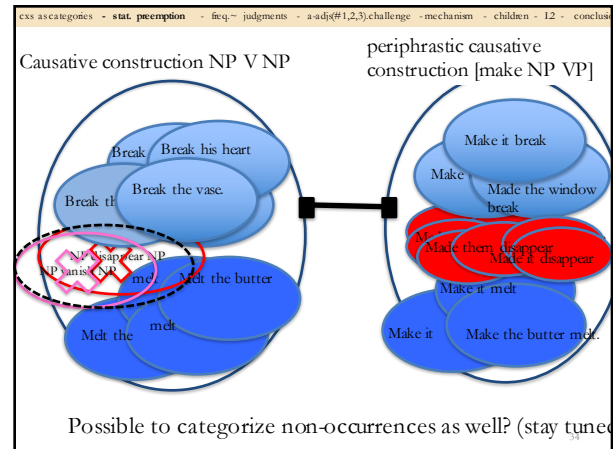 cxs as categories - stat. preemption - freq.~ judgments - a-adjs(#1,2,3).challenge - mechanism - children - L2 - conclusi
Causative construction NP V NP
periphrastic causative
construction [make NP VP]
Break
Break his heart
Break th
Break the vase.
NP disappear NP
NP vanish NP
melt
Melt the butter
Melt the
melt
Make it break
Make
Made the window
break
Made them disappear
Made it disappear
Make it melt
Make it
Make the butter melt.
Possible to categorize non-occurrences as well? (stay tuned
34